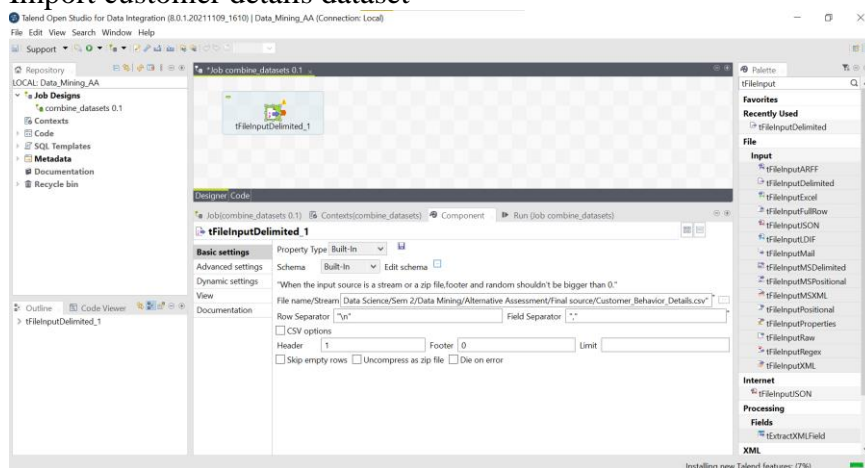 Import customer details dataset
Talend Open Studio for Data Integration (8.0.1.20211109_1610) | Data_Mining_AA (Connection: Local)
File Edit View Search Window Help
Support
Repository
LOCAL: Data_Mining_AA
Job Designs
combine_datasets 0.1
Contexts
Code
SQL Templates
Metadata
Documentation
Recycle bin
Outline Code Viewer
tFileInputDelimited_1
*Job combine_datasets 0.1
tFileInputDelimited_1
Designer Code
Job(combine_datasets 0.1) Contexts(combine_datasets) Component Run (Job combine_datasets)
tFileInputDelimited_1
Basic settings
Advanced settings
Dynamic settings
View
Documentation
Property Type Built-In
Schema Built-In Edit schema
"When the input source is a stream or a zip file,footer and random shouldn't be bigger than 0."
File name/Stream Data Science/Sem 2/Data Mining/Alternative Assessment/Final source/Customer_Behavior_Details.csv" *
Row Separator "\n" Field Separator "," *
CSV options
Header 1 Footer 0 Limit
Skip empty rows Uncompress as zip file Die on error
Palette
tFileInput
Favorites
Recently Used
tFileInputDelimited
File
Input
tFileInputARFF
tFileInputDelimited
tFileInputExcel
tFileInputFullRow
tFileInputJSON
tFileInputLDIF
tFileInputMail
tFileInputMSDelimited
tFileInputMSPositional
tFileInputMSXML
tFileInputPositional
tFileInputProperties
tFileInputRaw
tFileInputRegex
tFileInputXML
Internet
tFileInputJSON
Processing
Fields
tExtractXMLField
XML
Installing new Talend features: (7%)